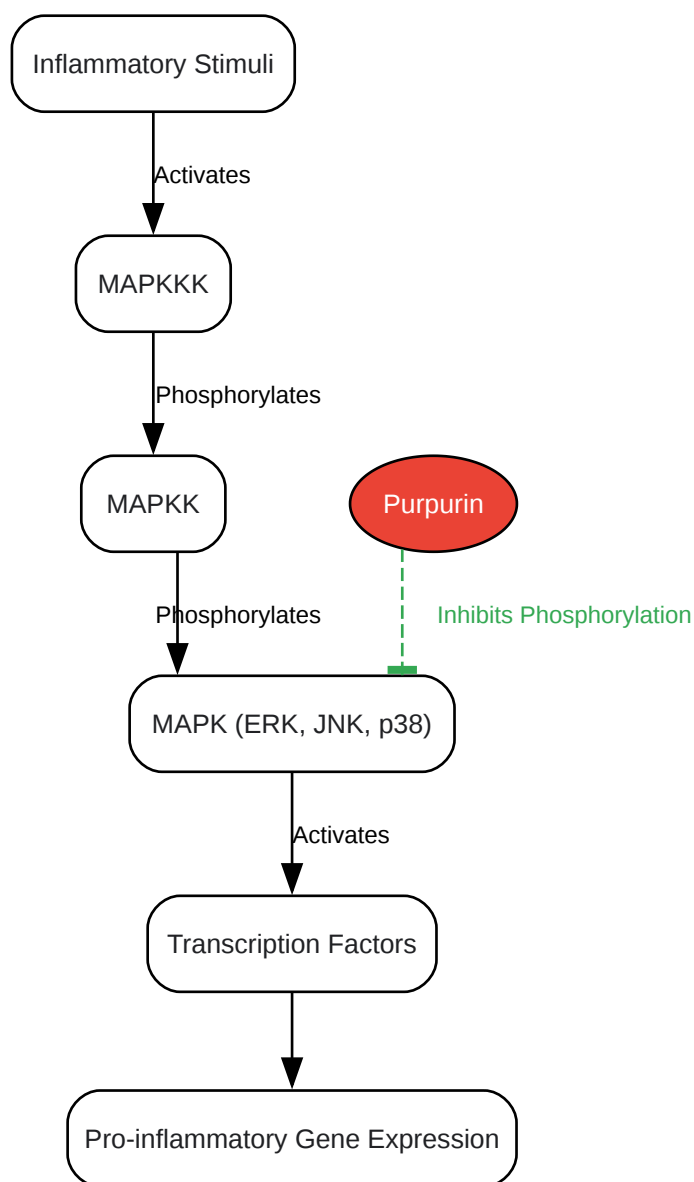 Inflammatory Stimuli
Activates
MAPKKK
Phosphorylates
MAPKK
Purpurin
Phosphorylates
Inhibits Phosphorylation
MAPK (ERK, JNK, p38)
Activates
Transcription Factors
Pro-inflammatory Gene Expression